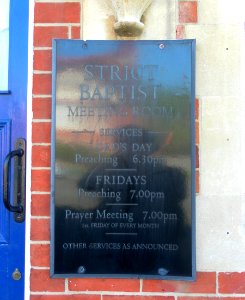 STRICT
BAPTIST
MEETING ROOM
SERVICES
LORD'S DAY
Preaching 6.30pm
FRIDAYS
Preaching 7.00pm
Prayer Meeting 7.00pm
1st. FRIDAY OF EVERY MONTH
OTHER SERVICES AS ANNOUNCED